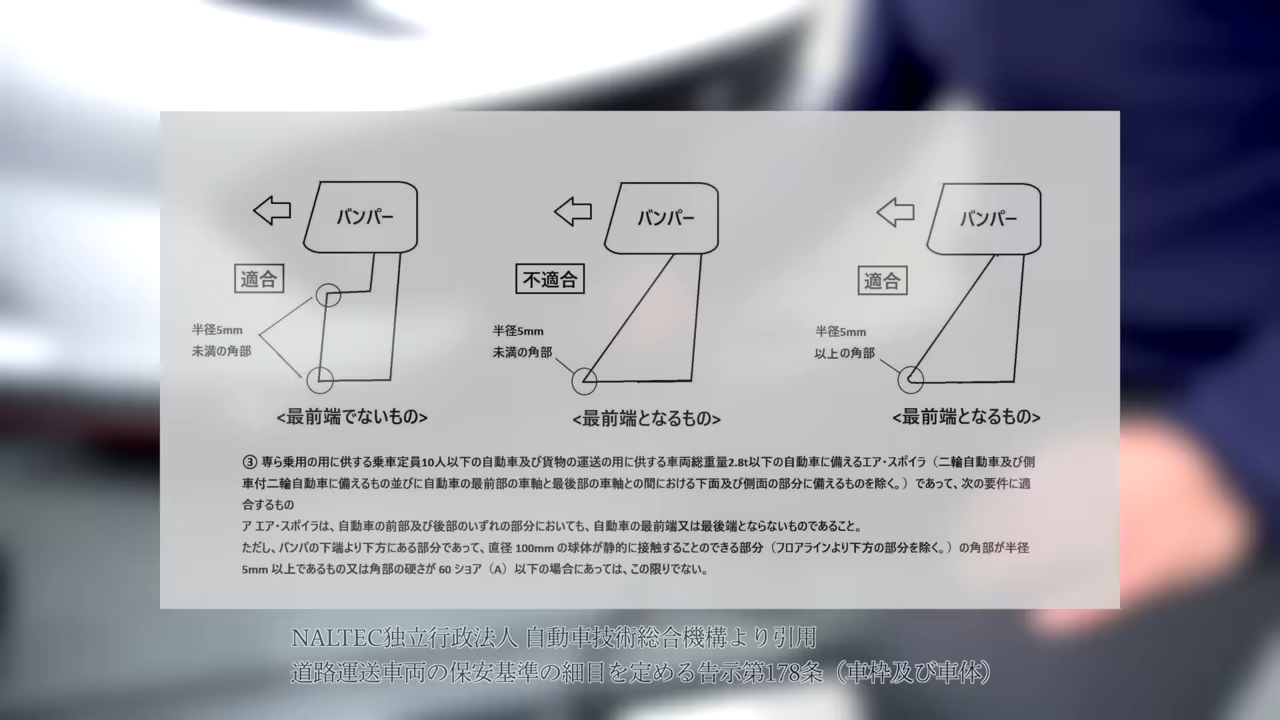 バンパー
適合
半径5mm
未満の角部
<最前端でないもの>
バンパー
不適合
半径5mm
未満の角部
<最前端となるもの>
バンパー
適合
半径5mm
以上の角部
<最前端となるもの>
③ 専ら乗用の用に供する乗車定員10人以下の自動車及び貨物の運送の用に供する車両総重量2.8t以下の自動車に備えるエア・スポイラ（二輪自動車及び側
車付二輪自動車に備えるもの並びに自動車の最前部の車軸と最後部の車軸との間における下面及び側面の部分に備えるものを除く。）であって、次の要件に適
合するもの
ア エア・スポイラは、自動車の前部及び後部のいずれの部分においても、自動車の最前端又は最後端とならないものであること。
ただし、バンパの下端より下方にある部分であって、直径 100mm の球体が静的に接触することのできる部分（フロアラインより下方の部分を除く。）の角部が半径
5mm 以上であるもの又は角部の硬さが 60 ショア（A）以下の場合にあっては、この限りでない。
NALTEC独立行政法人 自動車技術総合機構より引用
道路運送車両の保安基準の細目を定める告示第178条（車枠及び車体）